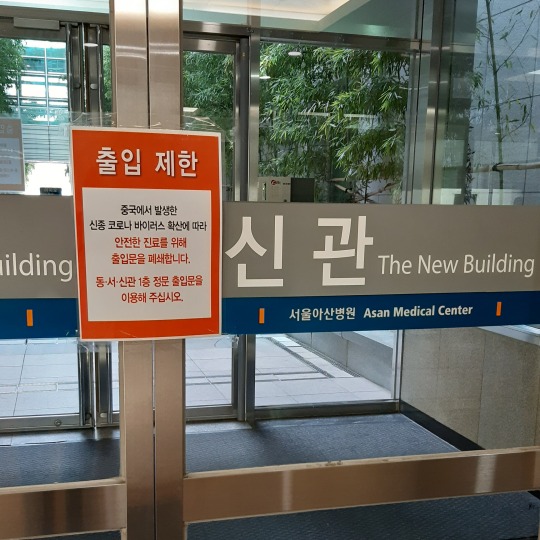 출입 제한
중국에서 발생한
신종 코로나 바이러스 확산에 따라
안전한 진료를 위해
출입문을 폐쇄합니다.
동·서·신관 1층 정문 출입문을
이용해 주십시오.
uilding
신 관 The New Building
서울아산병원 Asan Medical Center